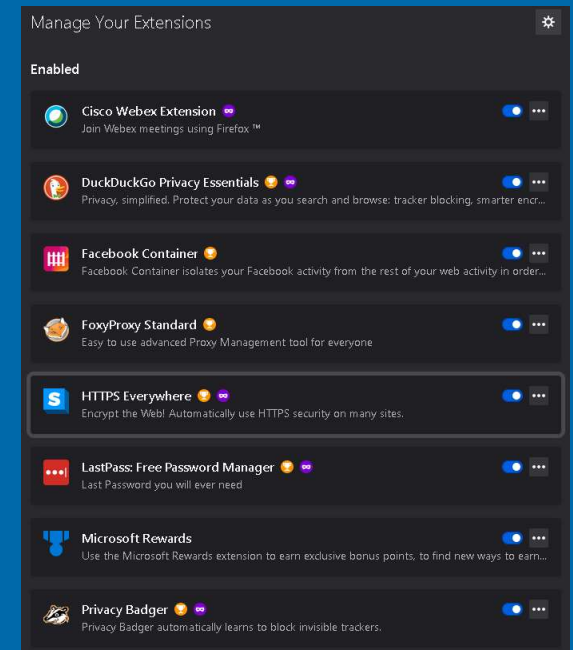 Manage Your Extensions
Enabled
Cisco Webex Extension
Join Webex meetings using Firefox ™
DuckDuckGo Privacy Essentials
Privacy, simplified. Protect your data as you search and browse: tracker blocking, smarter encr...
Facebook Container
Facebook Container isolates your Facebook activity from the rest of your web activity in order...
FoxyProxy Standard
Easy to use advanced Proxy Management tool for everyone
S
HTTPS Everywhere
Encrypt the Web! Automatically use HTTPS security on many sites.
LastPass: Free Password Manager
Last Password you will ever need
Microsoft Rewards
Use the Microsoft Rewards extension to earn exclusive bonus points, to find new ways to earn...
Privacy Badger
Privacy Badger automatically learns to block invisible trackers.